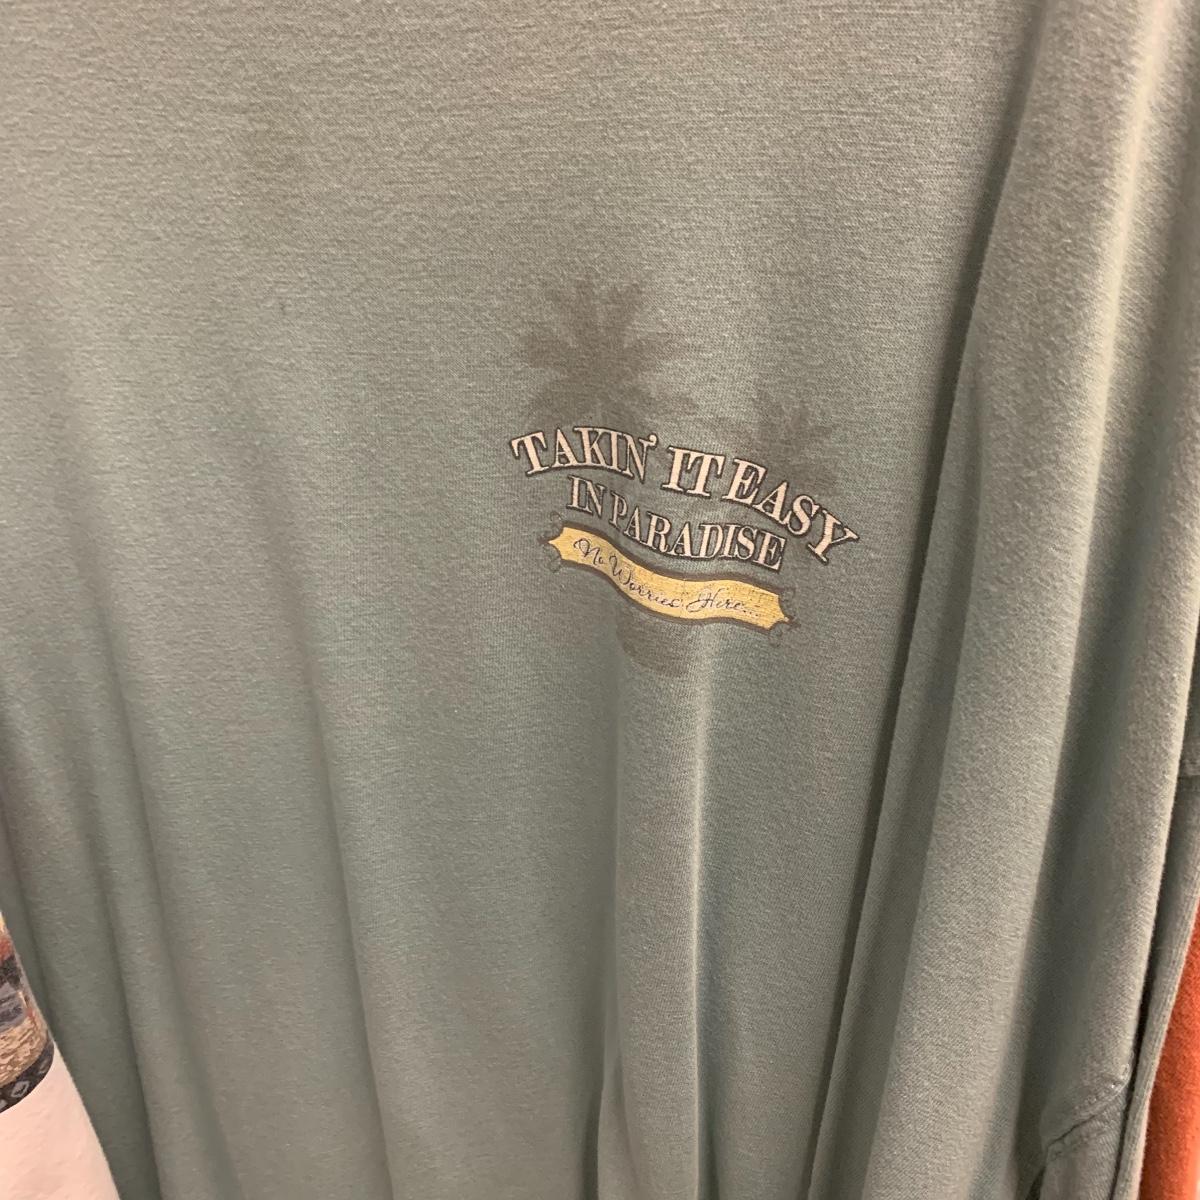 TAKIN' IT EASY
IN PARADISE
No Worries Here...